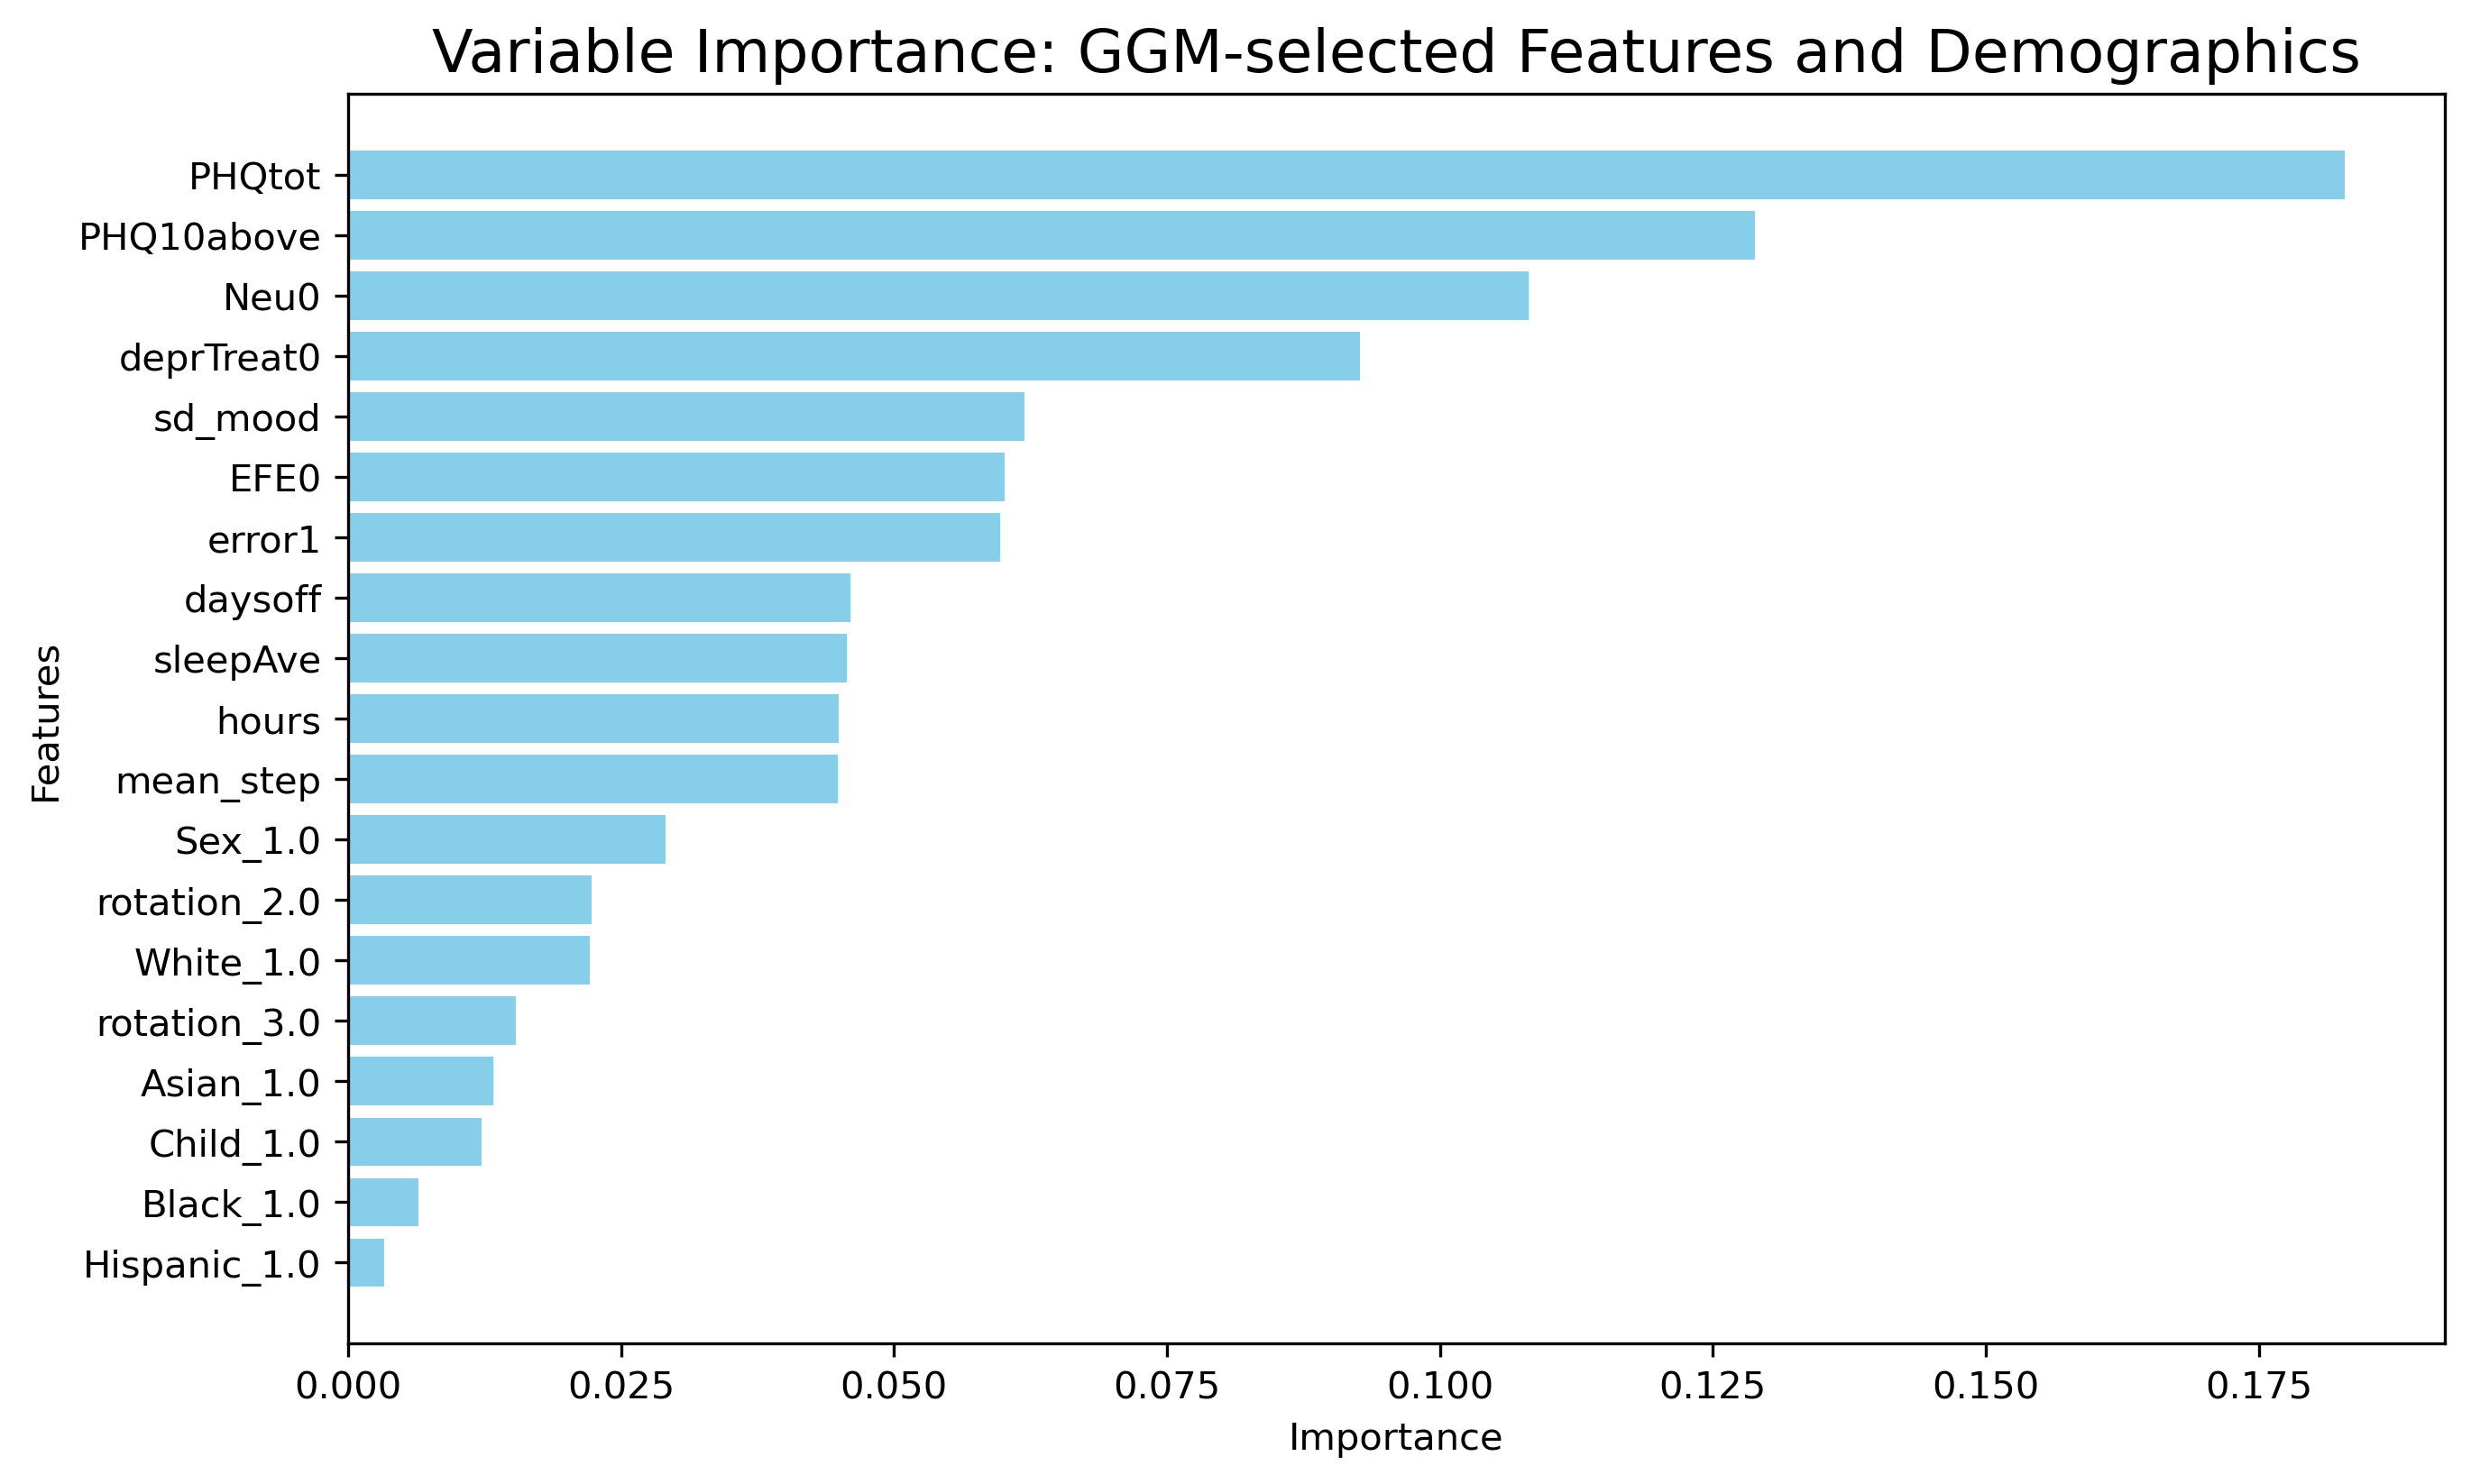 Variable Importance: GGM-selected Features and Demographics
PHQtot
PHQ10above
Neu0
deprTreat0
sd_mood
EFE0
error1
daysoff
sleepAve
hours
mean_step
Sex_1.0
rotation_2.0
White_1.0
rotation_3.0
Asian_1.0
Child_1.0
Black_1.0
Hispanic_1.0
Features
0.000 0.025 0.050 0.075 0.100 0.125 0.150 0.175
Importance